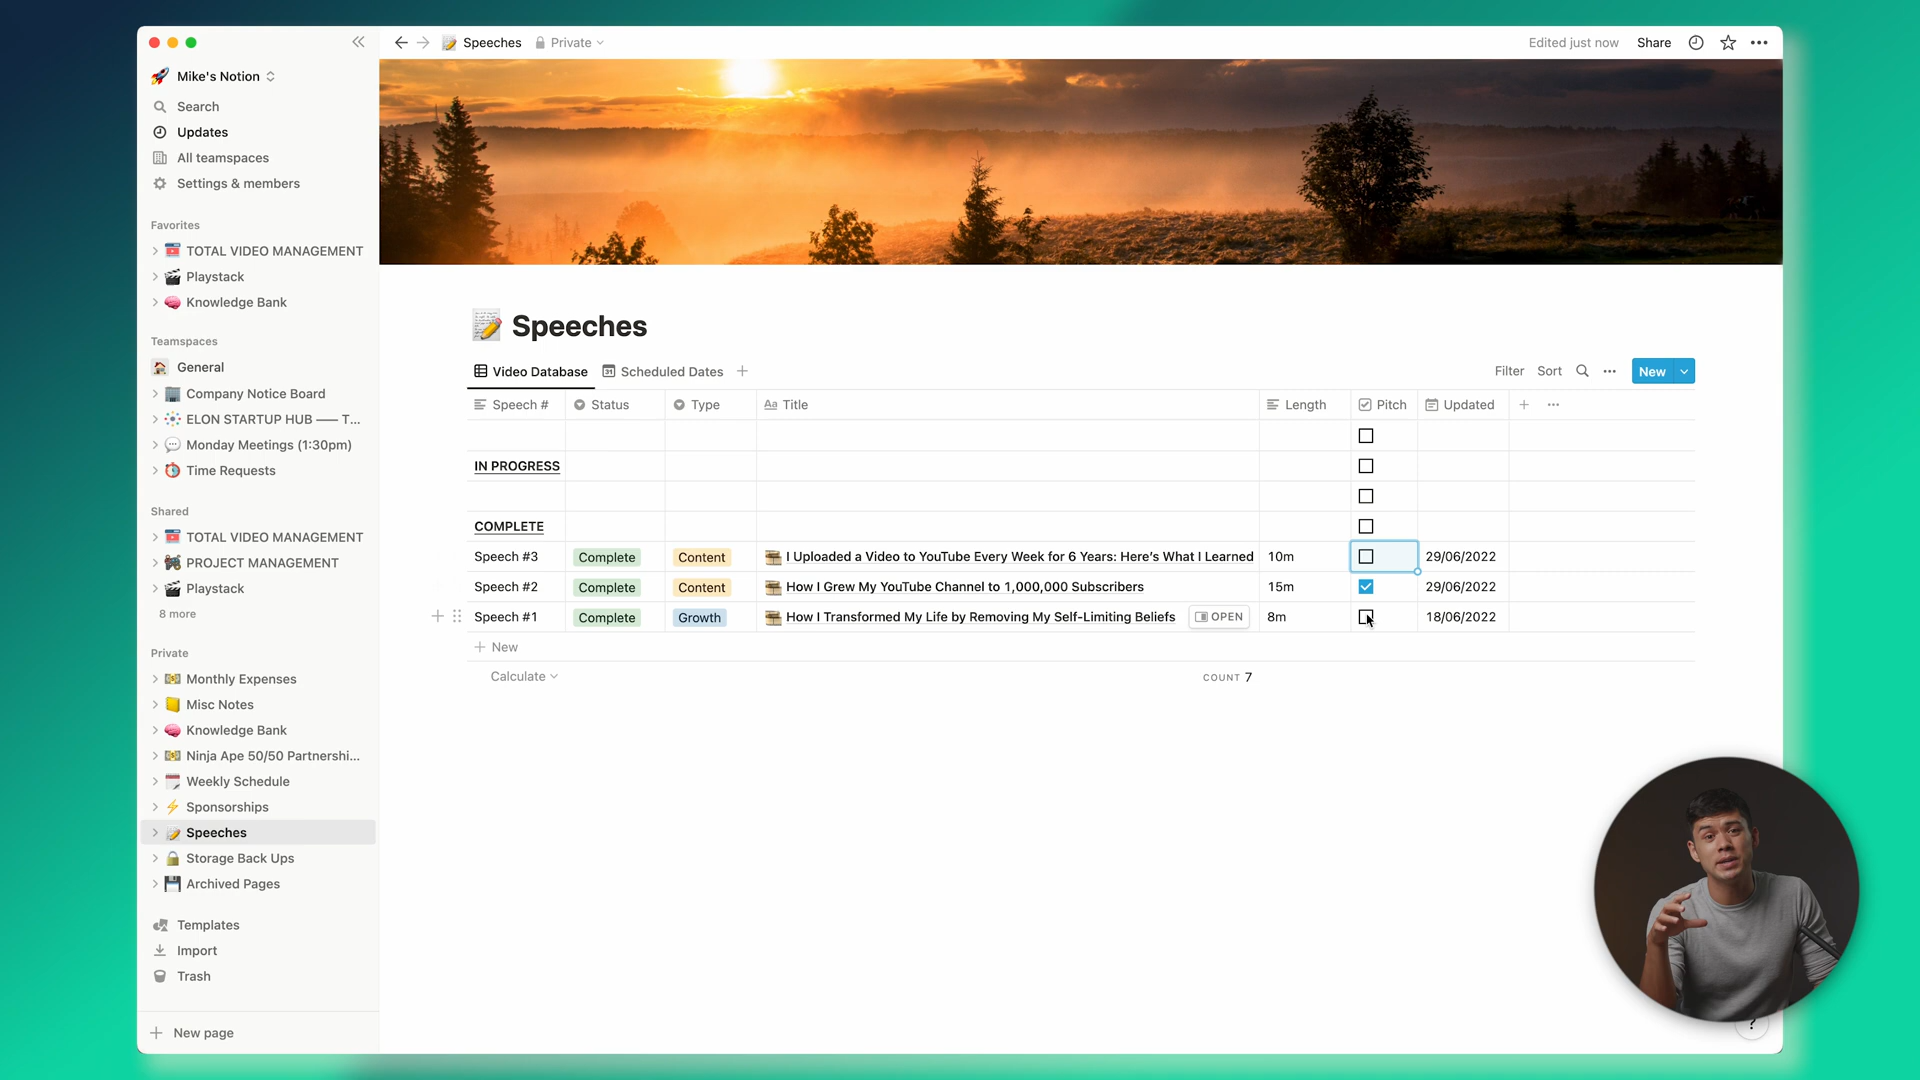 Speeches Private Edited just now Share
Mike's Notion
Search
Updates
All teamspaces
Settings & members
Favorites
TOTAL VIDEO MANAGEMENT
Playstack
Knowledge Bank
Teamspaces
General
Company Notice Board
ELON STARTUP HUB —— T...
Monday Meetings (1:30pm)
Time Requests
Shared
TOTAL VIDEO MANAGEMENT
PROJECT MANAGEMENT
Playstack
8 more
Private
Monthly Expenses
Misc Notes
Knowledge Bank
Ninja Ape 50/50 Partnershi...
Weekly Schedule
Sponsorships
Speeches
Storage Back Ups
Archived Pages
Templates
Import
Trash
New page
Speeches
Video Database 31 Scheduled Dates Filter Sort New
Speech # Status Type Aa Title Length Pitch Updated
IN PROGRESS
COMPLETE
Speech #3 Complete Content I Uploaded a Video to YouTube Every Week for 6 Years: Here's What I Learned 10m 29/06/2022
Speech #2 Complete Content How I Grew My YouTube Channel to 1,000,000 Subscribers 15m 29/06/2022
Speech #1 Complete Growth How I Transformed My Life by Removing My Self-Limiting Beliefs OPEN 8m 18/06/2022
New
Calculate COUNT 7
?